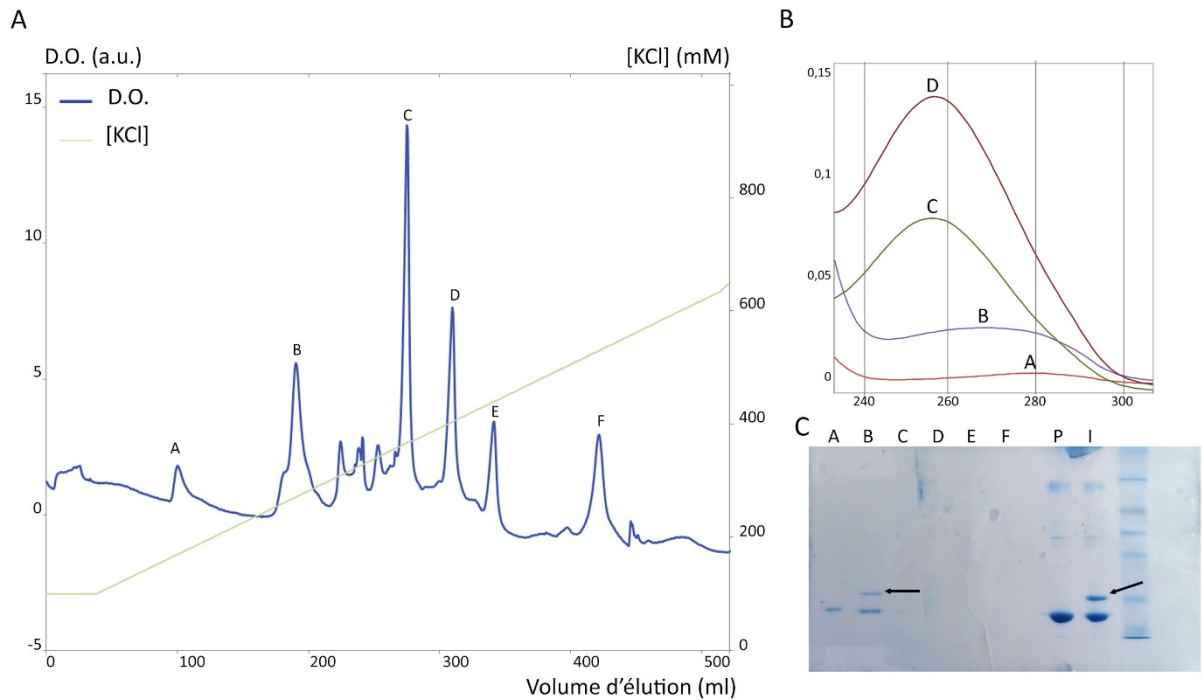 A
D.O. (a.u.)
[KCl] (mM)
D.O.
[KCl]
15
10
5
0
-5
800
600
400
200
0
A
B
C
D
E
F
0
100
200
300
400
500
Volume d'élution (ml)
B
0,15
0,1
0,05
0
D
C
B
A
240
260
280
300
C
A B C D E F P I